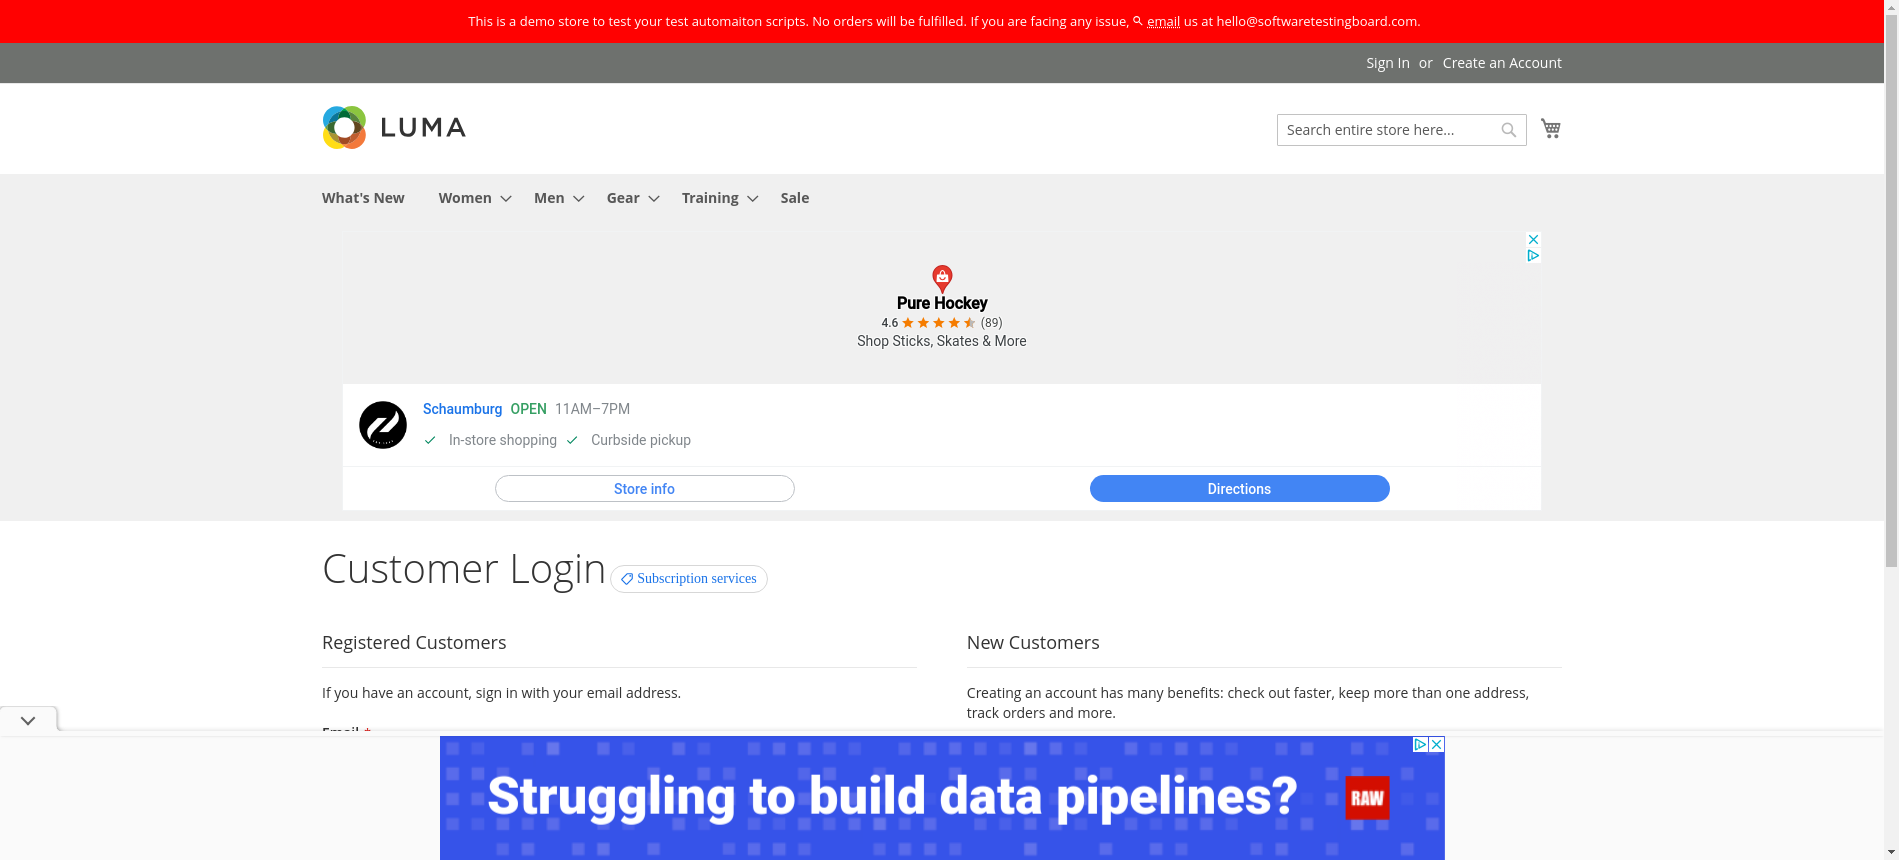 This is a demo store to test your test automaiton scripts. No orders will be fulfilled. If you are facing any issue, email us at hello@softwaretestingboard.com.
Sign In or Create an Account
LUMA
Search entire store here...
What's New Women Men Gear Training Sale
Pure Hockey
4.6 (89)
Shop Sticks, Skates & More
Schaumburg OPEN 11AM–7PM
In-store shopping Curbside pickup
Store info Directions
Customer Login Subscription services
Registered Customers
If you have an account, sign in with your email address.
Email *
New Customers
Creating an account has many benefits: check out faster, keep more than one address,
track orders and more.
Struggling to build data pipelines? RAW